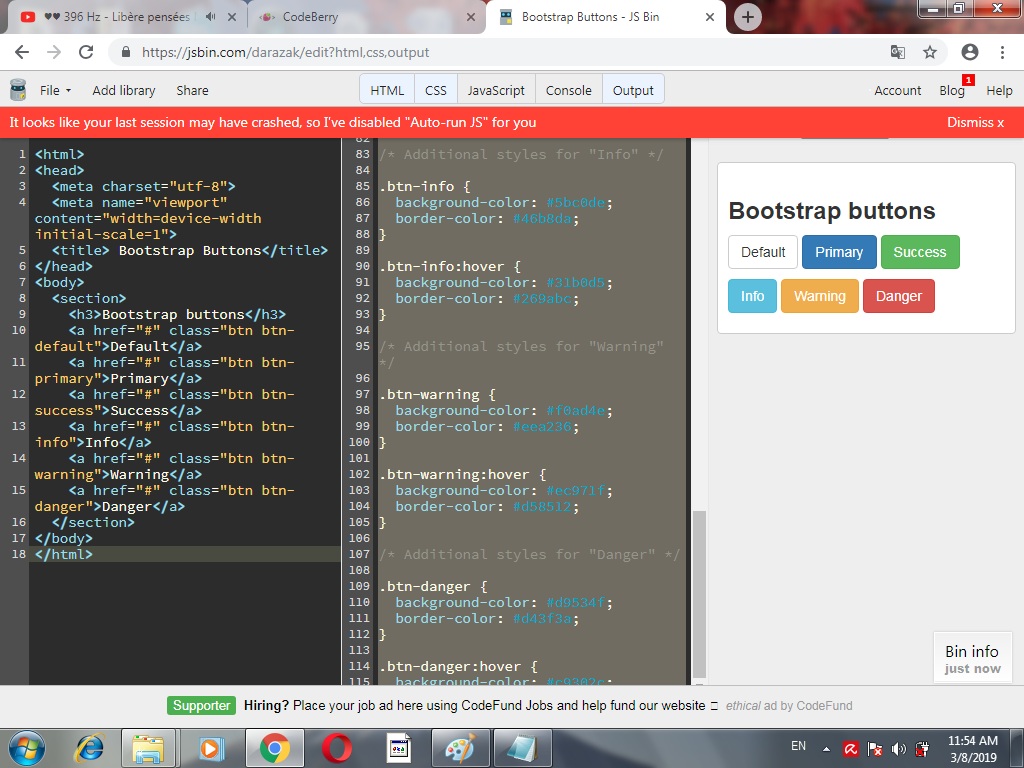 ♥♥ 396 Hz - Libère pensées
CodeBerry
Bootstrap Buttons - JS Bin
https://jsbin.com/darazak/edit?html,css,output
File
Add library
Share
HTML
CSS
JavaScript
Console
Output
Account
Blog
1
Help
It looks like your last session may have crashed, so I've disabled "Auto-run JS" for you
Dismiss x
1 <html>
2 <head>
3 <meta charset="utf-8">
4 <meta name="viewport"
content="width=device-width
initial-scale=1">
5 <title> Bootstrap Buttons</title>
6 </head>
7 <body>
8 <section>
9 <h3>Bootstrap buttons</h3>
10 <a href="#" class="btn btn-
default">Default</a>
11 <a href="#" class="btn btn-
primary">Primary</a>
12 <a href="#" class="btn btn-
success">Success</a>
13 <a href="#" class="btn btn-
info">Info</a>
14 <a href="#" class="btn btn-
warning">Warning</a>
15 <a href="#" class="btn btn-
danger">Danger</a>
16 </section>
17 </body>
18 </html>
82
83 /* Additional styles for "Info" */
84
85 .btn-info {
86 background-color: #5bc0de;
87 border-color: #46b8da;
88 }
89
90 .btn-info:hover {
91 background-color: #31b0d5;
92 border-color: #269abc;
93 }
94
95 /* Additional styles for "Warning"
*/
96
97 .btn-warning {
98 background-color: #f0ad4e;
99 border-color: #eea236;
100 }
101
102 .btn-warning:hover {
103 background-color: #ec971f;
104 border-color: #d58512;
105 }
106
107 /* Additional styles for "Danger" */
108
109 .btn-danger {
110 background-color: #d9534f;
111 border-color: #d43f3a;
112 }
113
114 .btn-danger:hover {
115 background-color: #c9302c;
Bootstrap buttons
Default
Primary
Success
Info
Warning
Danger
Bin info
just now
Supporter
Hiring? Place your job ad here using CodeFund Jobs and help fund our website
ethical ad by CodeFund
EN
11:54 AM
3/8/2019